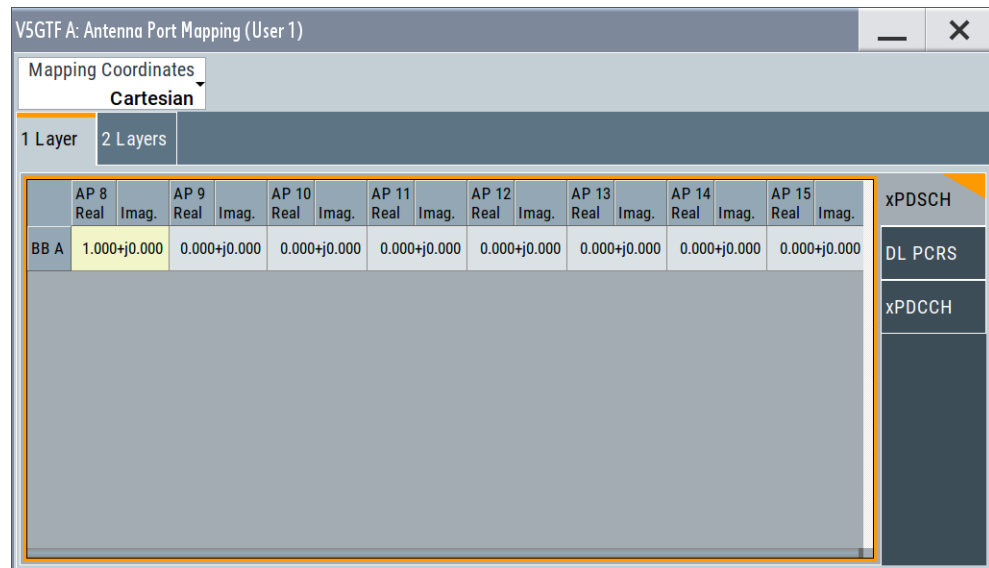 V5GTF A: Antenna Port Mapping (User 1)
Mapping Coordinates
Cartesian
1 Layer 2 Layers
AP 8 AP 9 AP 10 AP 11 AP 12 AP 13 AP 14 AP 15
Real Imag. Real Imag. Real Imag. Real Imag. Real Imag. Real Imag. Real Imag. Real Imag.
BB A 1.000+j0.000 0.000+j0.000 0.000+j0.000 0.000+j0.000 0.000+j0.000 0.000+j0.000 0.000+j0.000 0.000+j0.000
xPDSCH
DL PCRS
xPDCCH